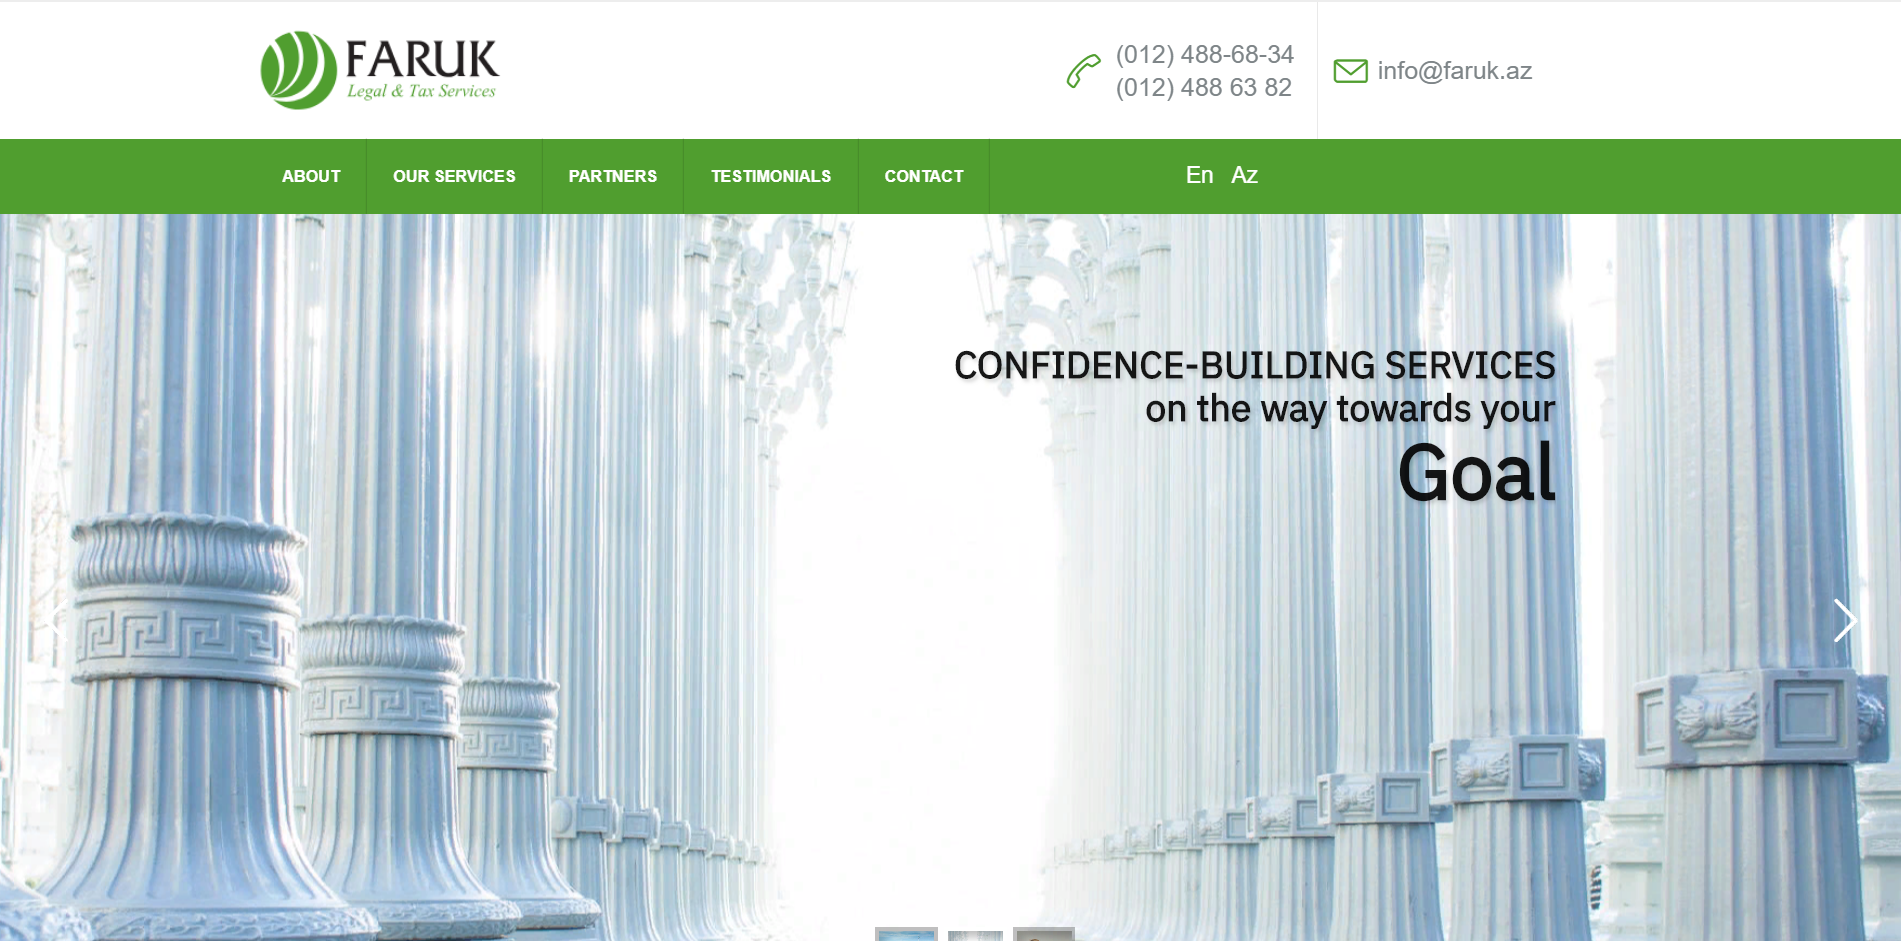 FARUK
Legal & Tax Services
(012) 488-68-34
(012) 488 63 82
info@faruk.az
ABOUT
OUR SERVICES
PARTNERS
TESTIMONIALS
CONTACT
En Az
CONFIDENCE-BUILDING SERVICES
on the way towards your
Goal